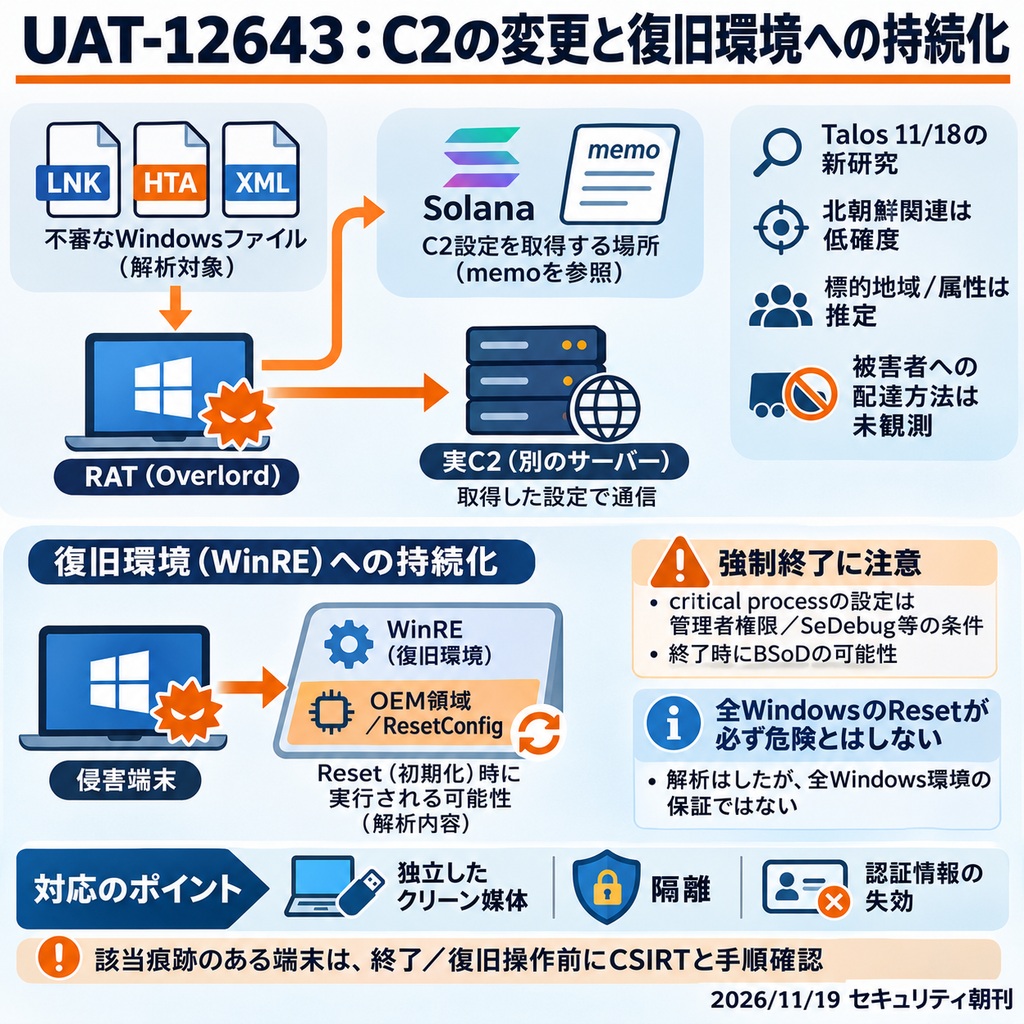 UAT-12643：C2の変更と復旧環境への持続化
LNK
HTA
XML
不審なWindowsファイル
（解析対象）
Solana
memo
C2設定を取得する場所
（memoを参照）
RAT（Overlord）
実C2（別のサーバー）
取得した設定で通信
Talos 11/18の
新研究
北朝鮮関連は
低確度
標的地域/属性は
推定
被害者への
配達方法は
未観測
復旧環境（WinRE）への持続化
侵害端末
WinRE
（復旧環境）
OEM領域
/ResetConfig
Reset（初期化）時に
実行される可能性
（解析内容）
強制終了に注意
• critical processの設定は
管理者権限／SeDebug等の条件
• 終了時にBSoDの可能性
全WindowsのResetが
必ず危険とはしない
• 解析はしたが、全Windows環境の
保証ではない
対応のポイント
独立した
クリーン媒体
隔離
認証情報の
失効
該当痕跡のある端末は、終了／復旧操作前にCSIRTと手順確認
2026/11/19 セキュリティ朝刊